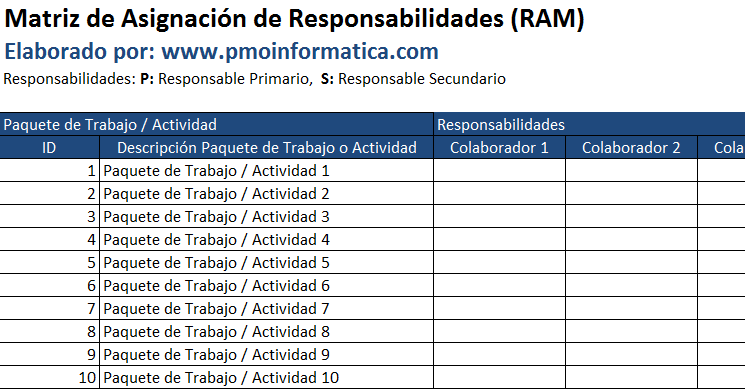 Matriz de Asignación de Responsabilidades (RAM)
Elaborado por: www.pmoinformatica.com
Responsabilidades: P: Responsable Primario, S: Responsable Secundario
Paquete de Trabajo / Actividad Responsabilidades
ID Descripción Paquete de Trabajo o Actividad Colaborador 1 Colaborador 2 Cola
1 Paquete de Trabajo / Actividad 1
2 Paquete de Trabajo / Actividad 2
3 Paquete de Trabajo / Actividad 3
4 Paquete de Trabajo / Actividad 4
5 Paquete de Trabajo / Actividad 5
6 Paquete de Trabajo / Actividad 6
7 Paquete de Trabajo / Actividad 7
8 Paquete de Trabajo / Actividad 8
9 Paquete de Trabajo / Actividad 9
10 Paquete de Trabajo / Actividad 10